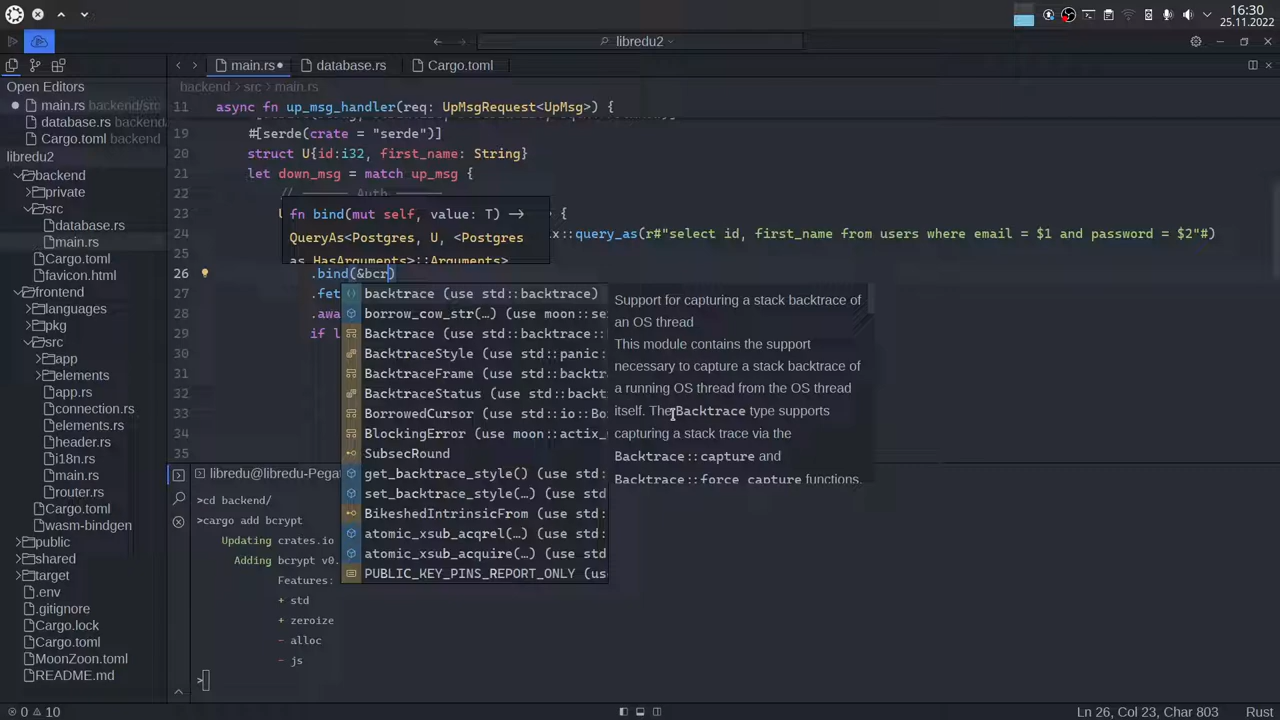 16:30
25.11.2022
libredu2
main.rs
database.rs
Cargo.toml
Open Editors
backend
src
main.rs
main.rs backend/src
database.rs backend
Cargo.toml backend
libredu2
backend
private
src
database.rs
main.rs
Cargo.toml
favicon.html
frontend
languages
pkg
src
app
elements
app.rs
connection.rs
elements.rs
header.rs
i18n.rs
main.rs
router.rs
Cargo.toml
wasm-bindgen
public
shared
target
.env
.gitignore
Cargo.lock
Cargo.toml
MoonZoon.toml
README.md
11 async fn up_msg_handler(req: UpMsgRequest<UpMsg>) {
19 #[serde(crate = "serde")]
20 struct U{id:i32, first_name: String}
21 let down_msg = match up_msg {
22 // ------ Auth ------
23 {
24 x::query_as(r#"select id, first_name from users where email = $1 and password = $2"#)
fn bind(mut self, value: T) ->
QueryAs<Postgres, U, <Postgres
as HasArguments>::Arguments>
26 .bind(&bcr)
27 .fet
28 .awa
29 if l
30
31
32
33
34
backtrace (use std::backtrace)
borrow_cow_str(…) (use moon::se
Backtrace (use std::backtrac
BacktraceStyle (use std::panic:
BacktraceFrame (use std::backtr
BacktraceStatus (use std::backt
BorrowedCursor (use std::io::Bo
BlockingError (use moon::actix_
SubsecRound
get_backtrace_style() (use std:
set_backtrace_style(…) (use std
BikeshedIntrinsicFrom (use std:
atomic_xsub_acqrel(…) (use std:
atomic_xsub_acquire(…) (use std
PUBLIC_KEY_PINS_REPORT_ONLY (us
Support for capturing a stack backtrace of
an OS thread
This module contains the support
necessary to capture a stack backtrace of
a running OS thread from the OS thread
itself. The Backtrace type supports
capturing a stack trace via the
Backtrace::capture and
Backtrace::force_capture functions.
libredu@libredu-Pegat
>cd backend/
>cargo add bcrypt
Updating crates.io
Adding bcrypt v0.
Features:
+ std
+ zeroize
- alloc
- js
>
0 10
Ln 26, Col 23, Char 803
Rust